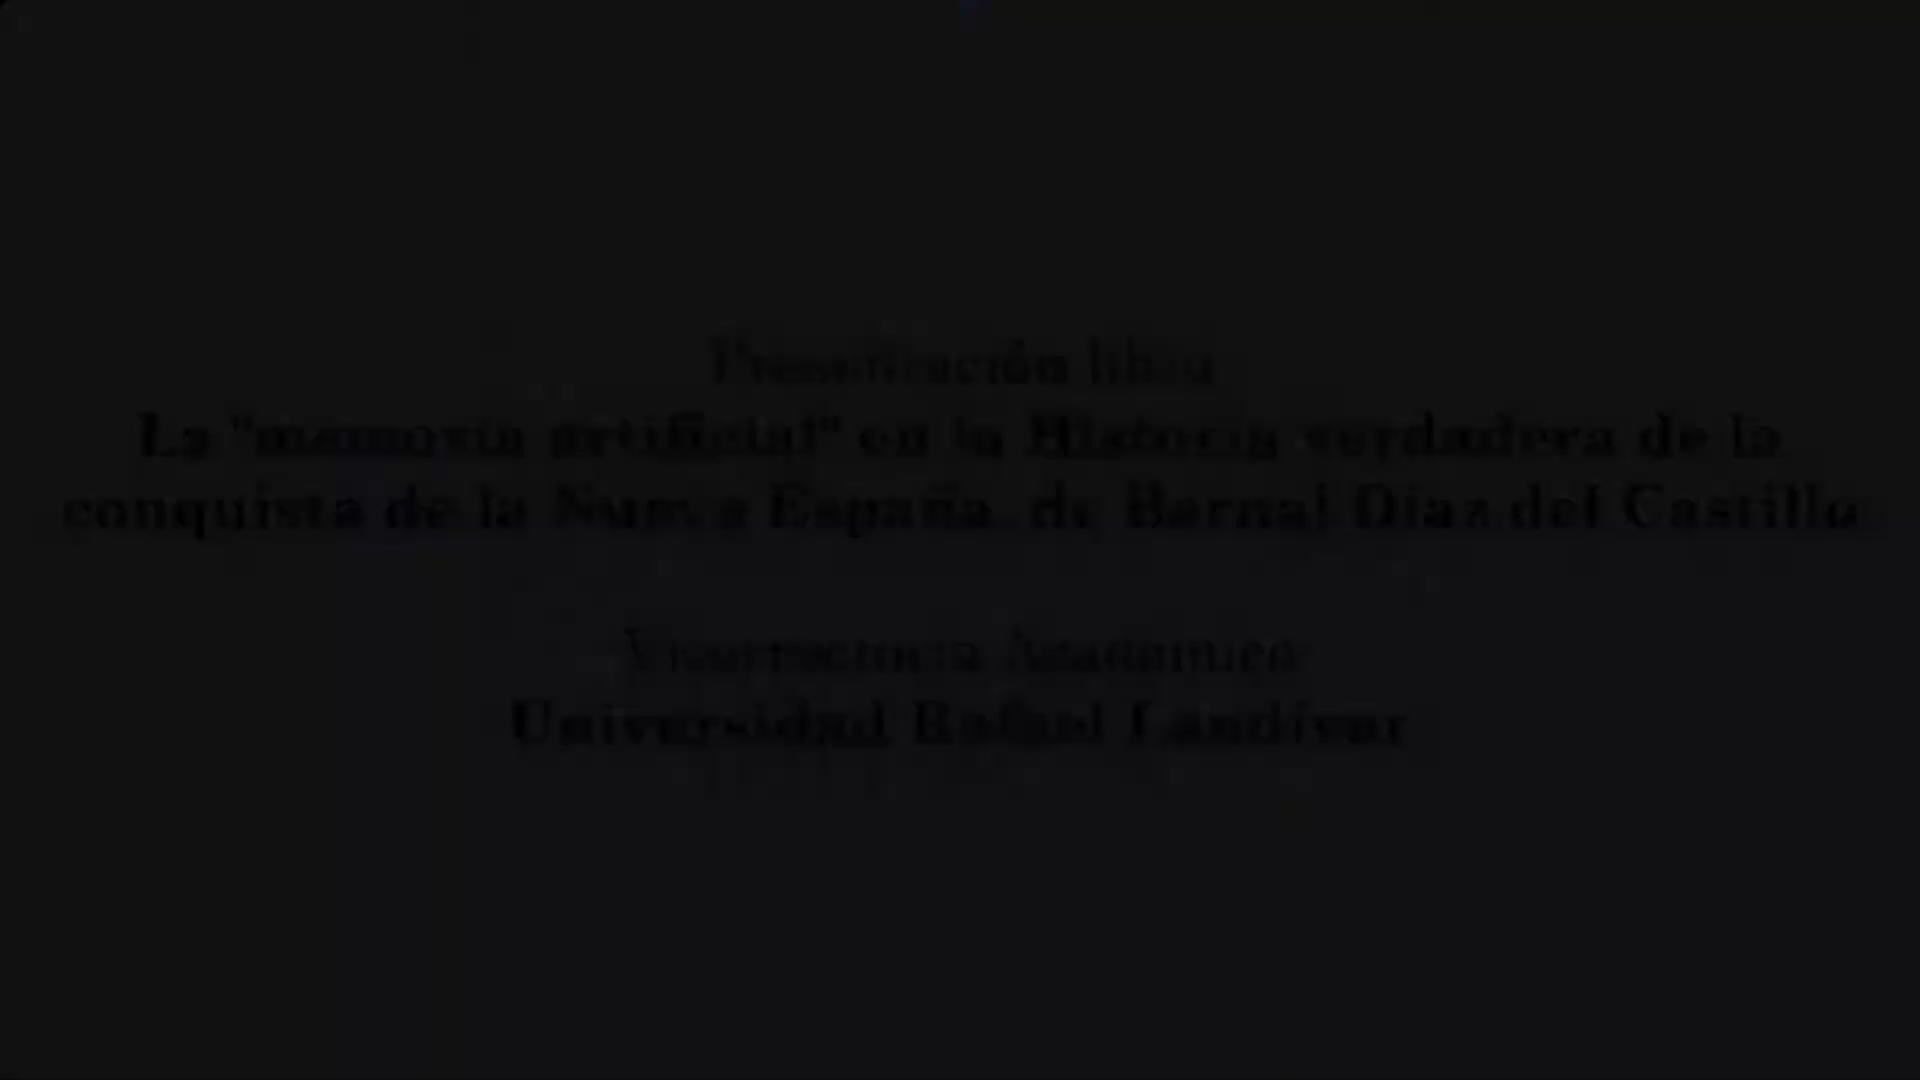 Presentación libro
La "memoria artificial" en la Historia verdadera de la
conquista de la Nueva España, de Bernal Díaz del Castillo
Vicerrectoría Académica
Universidad Rafael Landívar